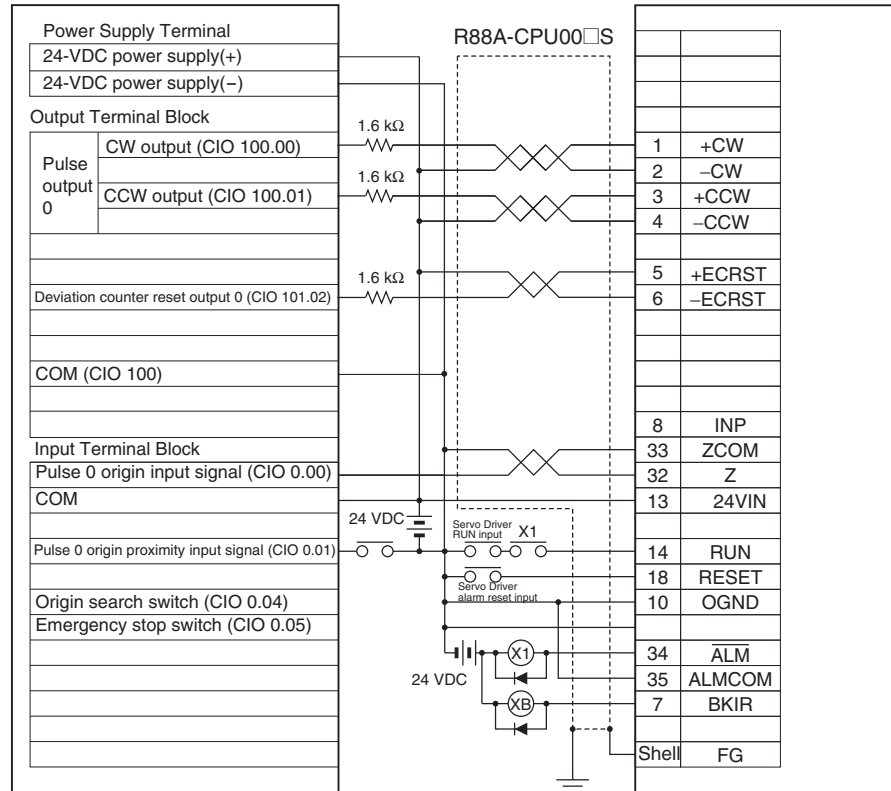 Power Supply Terminal
24-VDC power supply(+)
24-VDC power supply(−)
Output Terminal Block
Pulse output 0
CW output (CIO 100.00)
CCW output (CIO 100.01)
Deviation counter reset output 0 (CIO 101.02)
COM (CIO 100)
Input Terminal Block
Pulse 0 origin input signal (CIO 0.00)
COM
Pulse 0 origin proximity input signal (CIO 0.01)
Origin search switch (CIO 0.04)
Emergency stop switch (CIO 0.05)
R88A-CPU00□S
1.6 kΩ
1.6 kΩ
1.6 kΩ
24 VDC
Servo Driver
RUN input
X1
Servo Driver
alarm reset input
24 VDC
X1
XB
1 +CW
2 −CW
3 +CCW
4 −CCW
5 +ECRST
6 −ECRST
8 INP
33 ZCOM
32 Z
13 24VIN
14 RUN
18 RESET
10 OGND
34 ALM
35 ALMCOM
7 BKIR
Shell FG